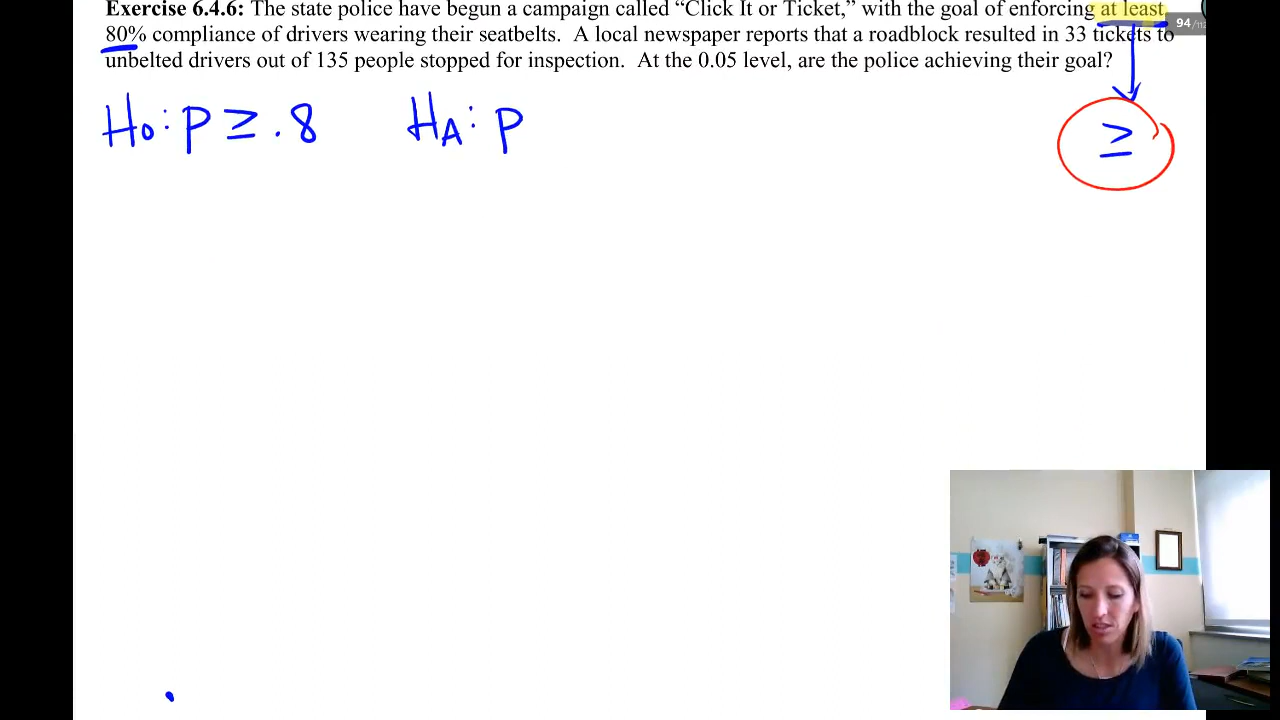 Exercise 6.4.6: The state police have begun a campaign called “Click It or Ticket,” with the goal of enforcing at least
80% compliance of drivers wearing their seatbelts. A local newspaper reports that a roadblock resulted in 33 tickets to
unbelted drivers out of 135 people stopped for inspection. At the 0.05 level, are the police achieving their goal?
94
H₀: p ≥ .8 Hₐ: p
≥